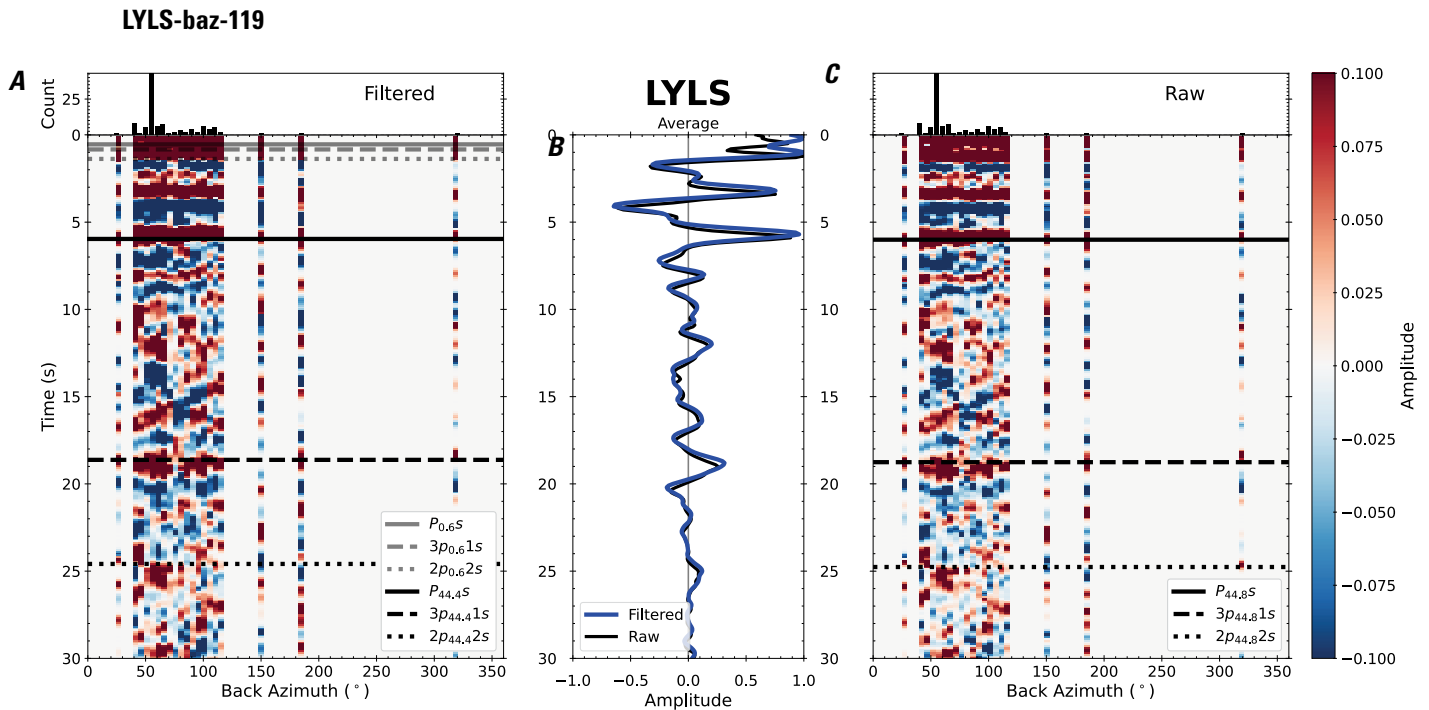 LYLS-baz-119
A
Count
25
0
Filtered
0
5
10
15
20
25
30
Time (s)
P0.6s
3p0.61s
2p0.62s
P44.4s
3p44.41s
2p44.42s
0 50 100 150 200 250 300 350
Back Azimuth (°)
LYLS
Average
B
0 0
5 5
10 10
15 15
20 20
25 25
30 30
Filtered
Raw
−1.0 −0.5 0.0 0.5 1.0
Amplitude
C
Raw
P44.8s
3p44.81s
2p44.82s
0 50 100 150 200 250 300 350
Back Azimuth (°)
0.100
0.075
0.050
0.025
0.000
−0.025
−0.050
−0.075
−0.100
Amplitude